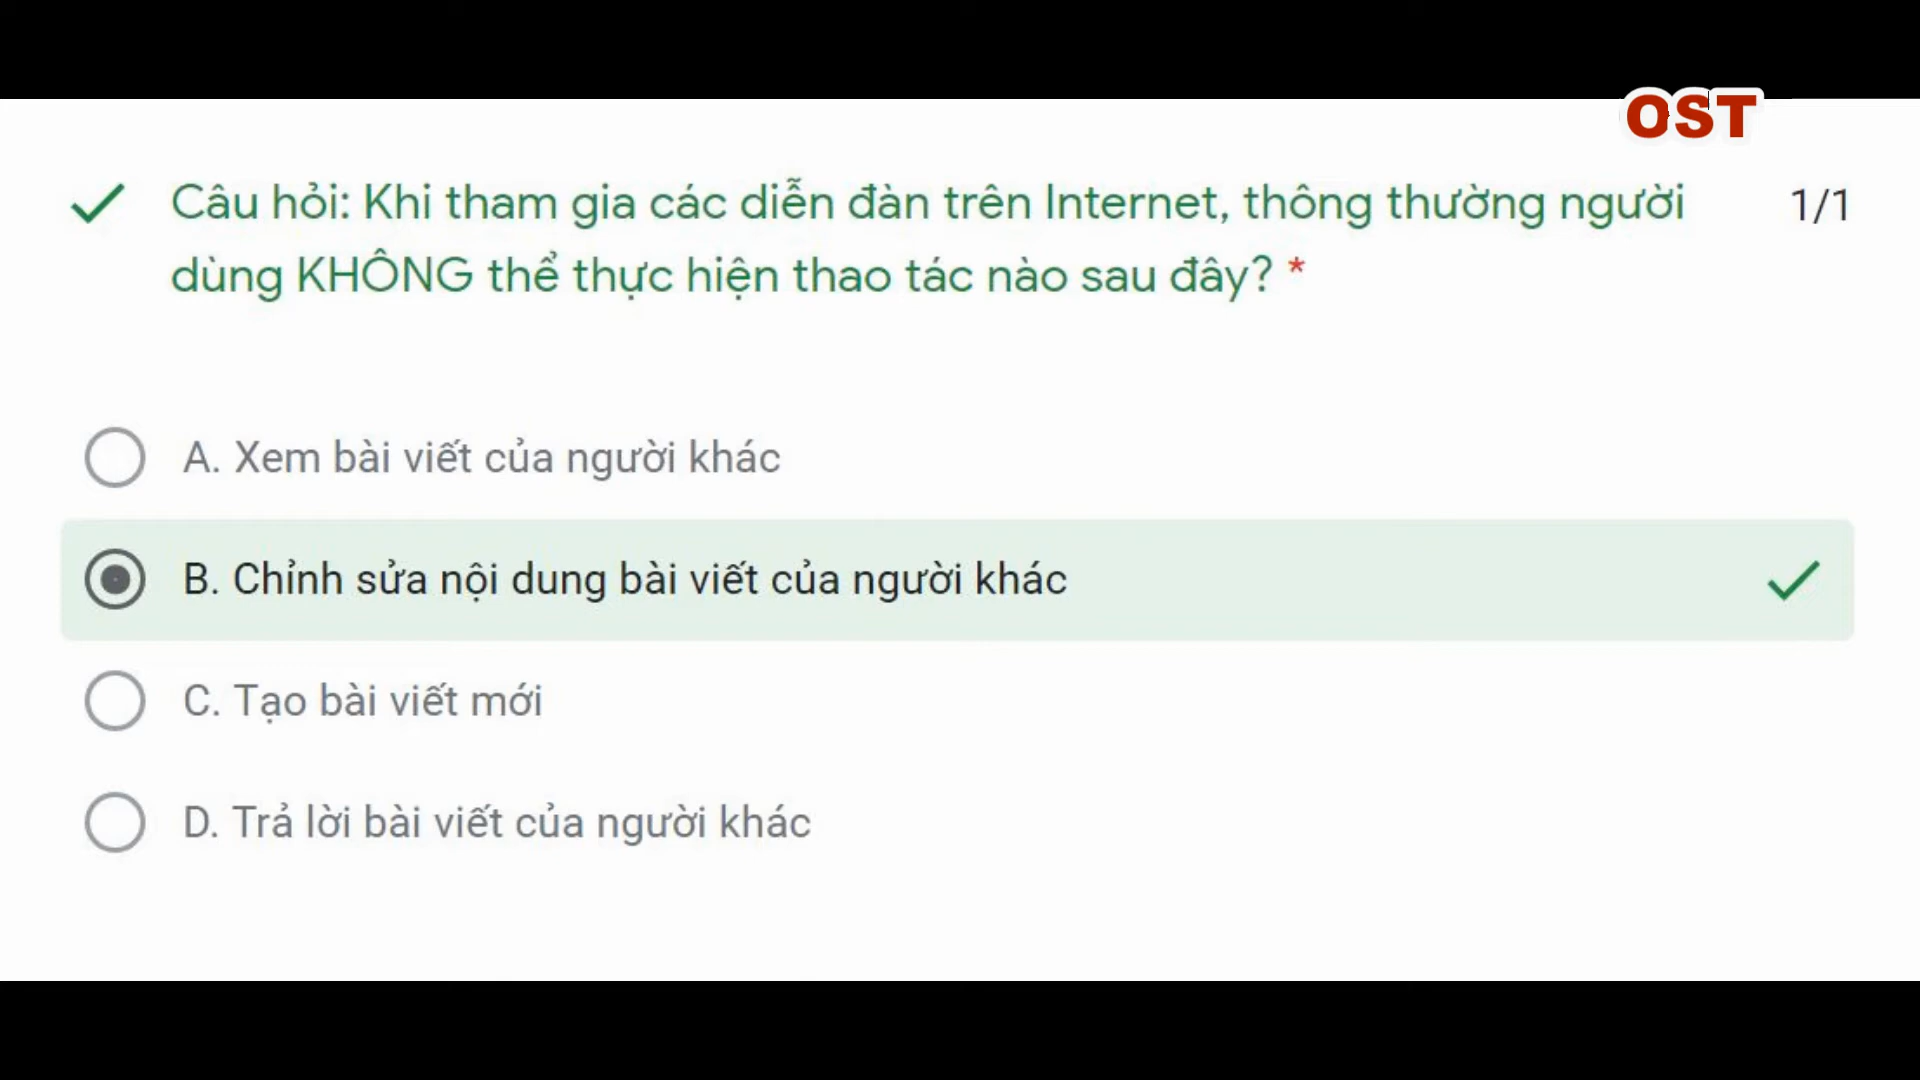 OST
Câu hỏi: Khi tham gia các diễn đàn trên Internet, thông thường người 1/1
dùng KHÔNG thể thực hiện thao tác nào sau đây? *
A. Xem bài viết của người khác
B. Chỉnh sửa nội dung bài viết của người khác
C. Tạo bài viết mới
D. Trả lời bài viết của người khác